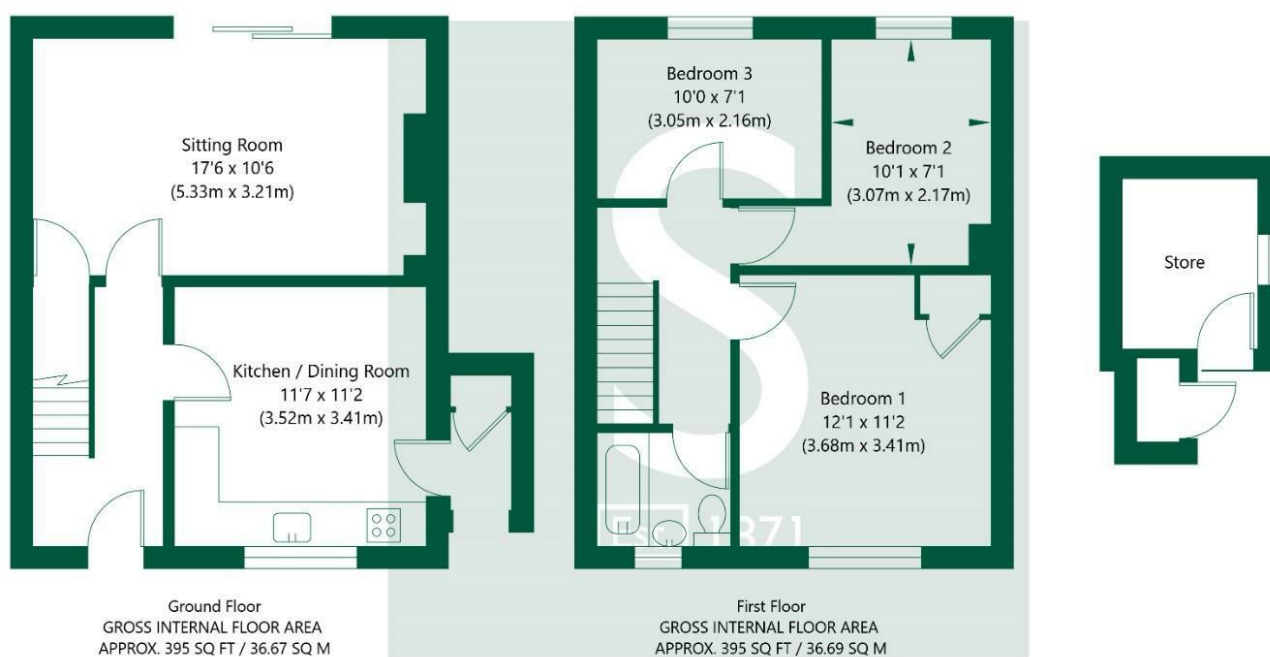 Sitting Room
17'6 x 10'6
(5.33m x 3.21m)
Kitchen / Dining Room
11'7 x 11'2
(3.52m x 3.41m)
Ground Floor
GROSS INTERNAL FLOOR AREA
APPROX. 395 SQ FT / 36.67 SQ M
Bedroom 3
10'0 x 7'1
(3.05m x 2.16m)
Bedroom 2
10'1 x 7'1
(3.07m x 2.17m)
Bedroom 1
12'1 x 11'2
(3.68m x 3.41m)
S
Est 1871
First Floor
GROSS INTERNAL FLOOR AREA
APPROX. 395 SQ FT / 36.69 SQ M
Store